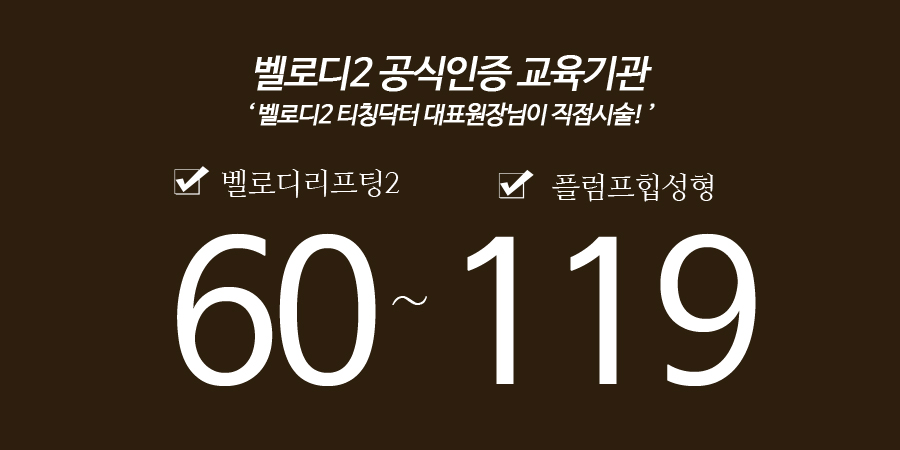 벨로디2 공식인증 교육기관
‘ 벨로디2 티칭닥터 대표원장님이 직접시술! ’
벨로디리프팅2 플럼프힙성형
60~119